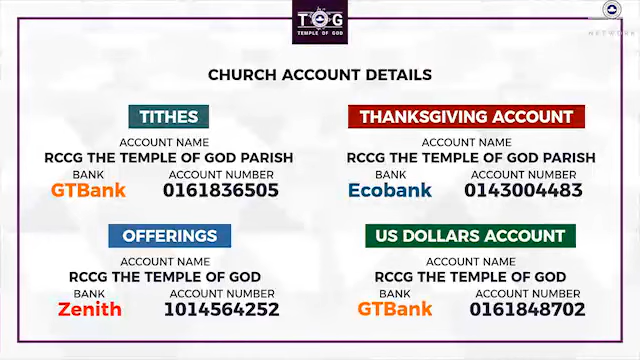 TOG
TEMPLE OF GOD
NETWORK
CHURCH ACCOUNT DETAILS
TITHES
ACCOUNT NAME
RCCG THE TEMPLE OF GOD PARISH
BANK ACCOUNT NUMBER
GTBank 0161836505
THANKSGIVING ACCOUNT
ACCOUNT NAME
RCCG THE TEMPLE OF GOD PARISH
BANK ACCOUNT NUMBER
Ecobank 0143004483
OFFERINGS
ACCOUNT NAME
RCCG THE TEMPLE OF GOD
BANK ACCOUNT NUMBER
Zenith 1014564252
US DOLLARS ACCOUNT
ACCOUNT NAME
RCCG THE TEMPLE OF GOD
BANK ACCOUNT NUMBER
GTBank 0161848702